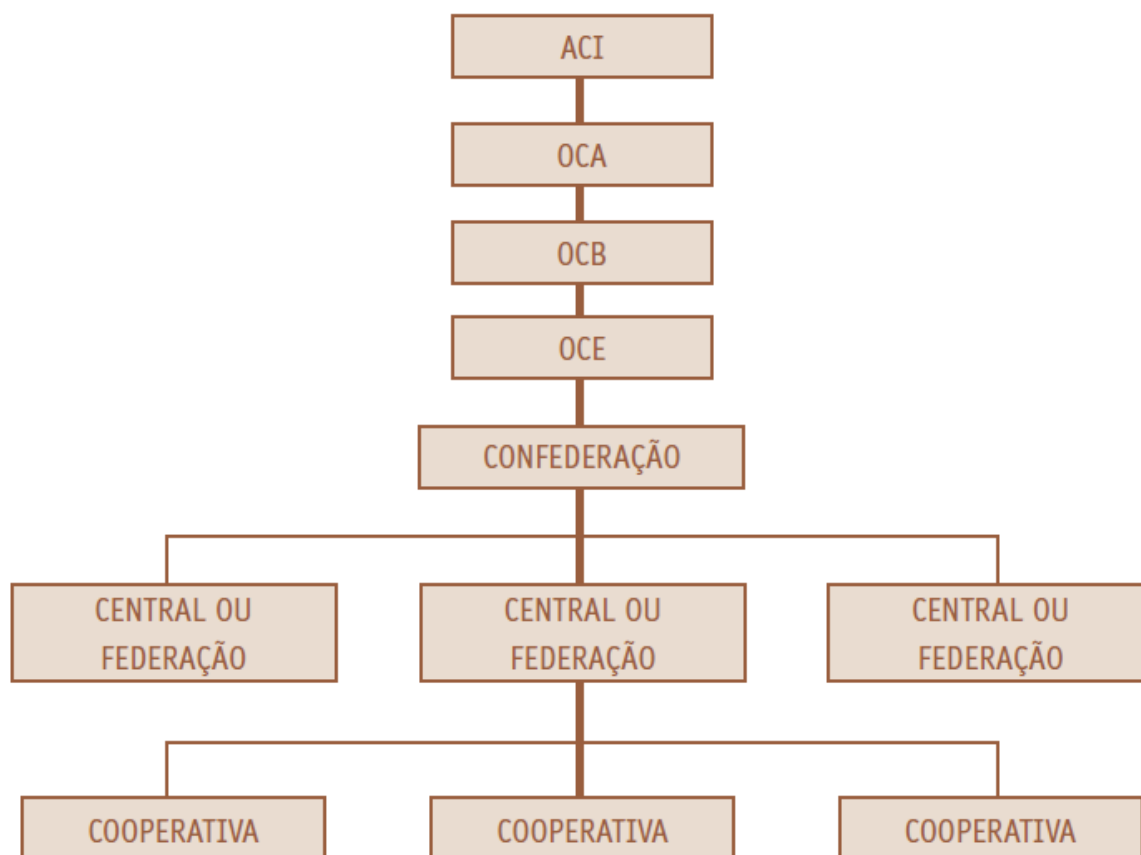 ACI
OCA
OCB
OCE
CONFEDERAÇÃO
CENTRAL OU
FEDERAÇÃO
CENTRAL OU
FEDERAÇÃO
CENTRAL OU
FEDERAÇÃO
COOPERATIVA
COOPERATIVA
COOPERATIVA